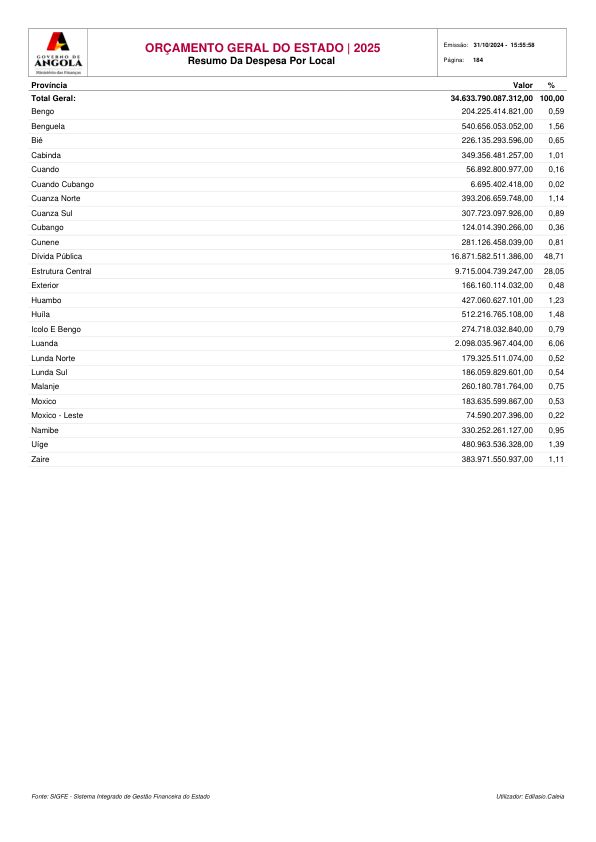 GOVERNO DE
ANGOLA
Ministério das Finanças
ORÇAMENTO GERAL DO ESTADO | 2025
Resumo Da Despesa Por Local
Emissão: 31/10/2024 - 15:55:58
Página: 184
Província Valor %
Total Geral: 34.633.790.087.312,00 100,00
Bengo 204.225.414.821,00 0,59
Benguela 540.656.053.052,00 1,56
Bié 226.135.293.596,00 0,65
Cabinda 349.356.481.257,00 1,01
Cuando 56.892.800.977,00 0,16
Cuando Cubango 6.695.402.418,00 0,02
Cuanza Norte 393.206.659.748,00 1,14
Cuanza Sul 307.723.097.926,00 0,89
Cubango 124.014.390.266,00 0,36
Cunene 281.126.458.039,00 0,81
Dívida Pública 16.871.582.511.386,00 48,71
Estrutura Central 9.715.004.739.247,00 28,05
Exterior 166.160.114.032,00 0,48
Huambo 427.060.627.101,00 1,23
Huíla 512.216.765.108,00 1,48
Icolo E Bengo 274.718.032.840,00 0,79
Luanda 2.098.035.967.404,00 6,06
Lunda Norte 179.325.511.074,00 0,52
Lunda Sul 186.059.829.601,00 0,54
Malanje 260.180.781.764,00 0,75
Moxico 183.635.599.867,00 0,53
Moxico - Leste 74.590.207.396,00 0,22
Namibe 330.252.261.127,00 0,95
Uíge 480.963.536.328,00 1,39
Zaire 383.971.550.937,00 1,11
Fonte: SIGFE - Sistema Integrado de Gestão Financeira do Estado Utilizador: Edilasio.Caleia